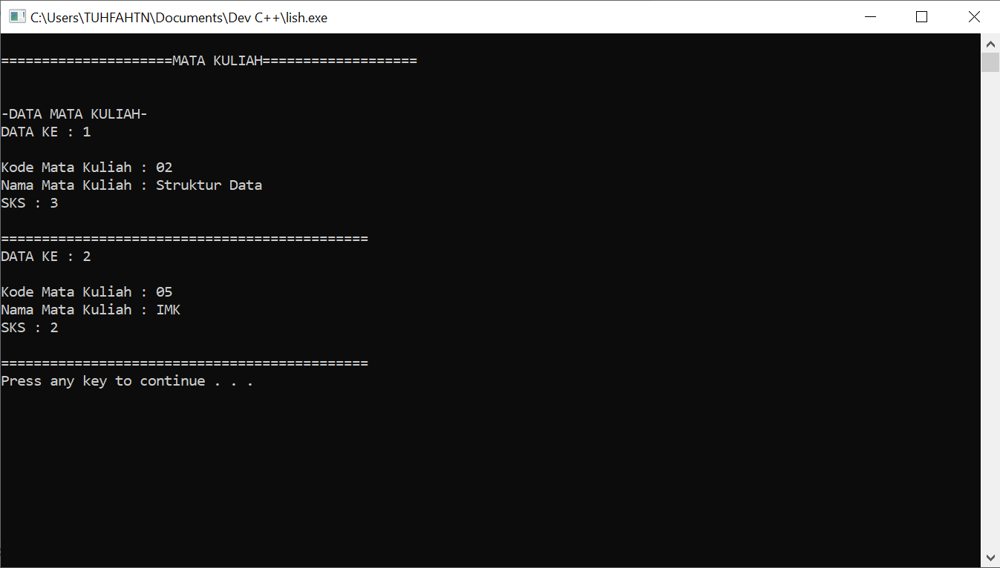 C:\Users\TUHFAHTN\Documents\Dev C++\lish.exe
=====================MATA KULIAH===================
-DATA MATA KULIAH-
DATA KE : 1
Kode Mata Kuliah : 02
Nama Mata Kuliah : Struktur Data
SKS : 3
=============================================
DATA KE : 2
Kode Mata Kuliah : 05
Nama Mata Kuliah : IMK
SKS : 2
=============================================
Press any key to continue . . .